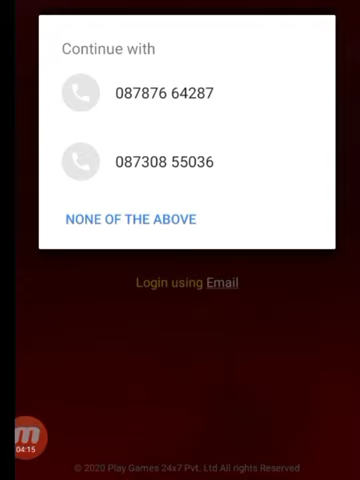 Continue with
087876 64287
087308 55036
NONE OF THE ABOVE
Login using Email
04:15
© 2020 Play Games 24x7 Pvt. Ltd All rights Reserved